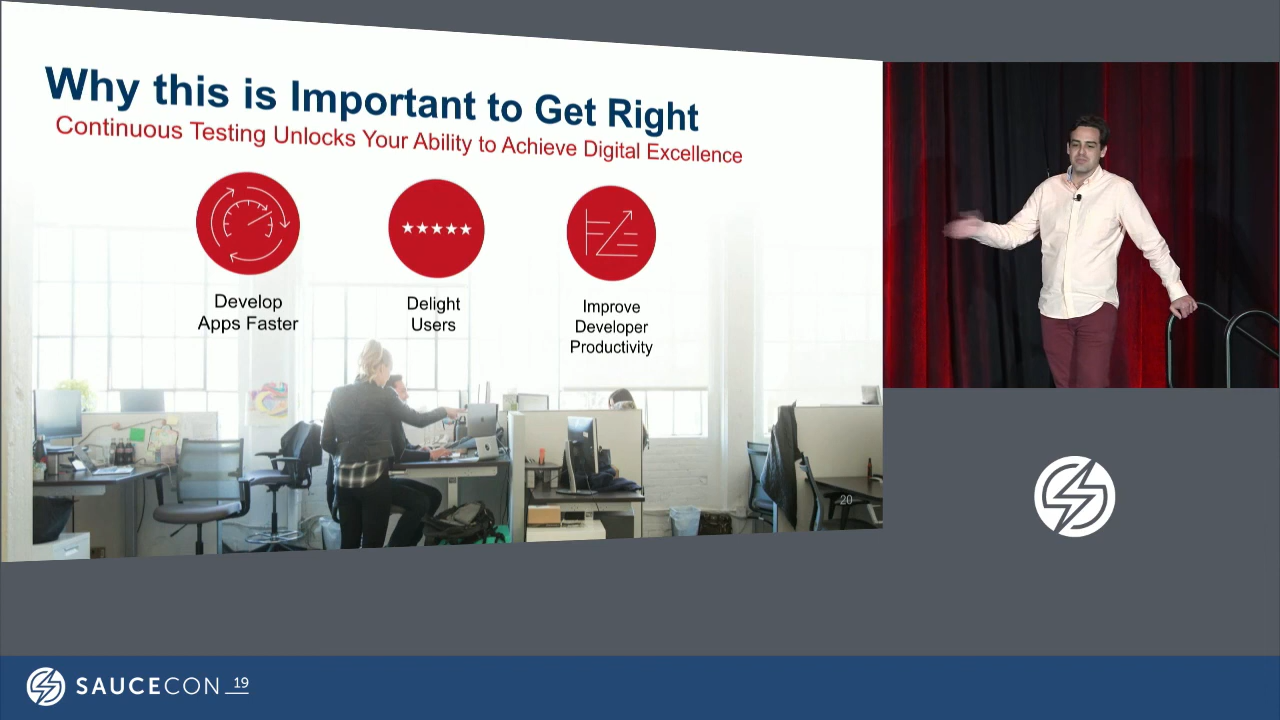 Why this is Important to Get Right
Continuous Testing Unlocks Your Ability to Achieve Digital Excellence
Develop
Apps Faster
Delight
Users
Improve
Developer
Productivity
20
SAUCECON 19